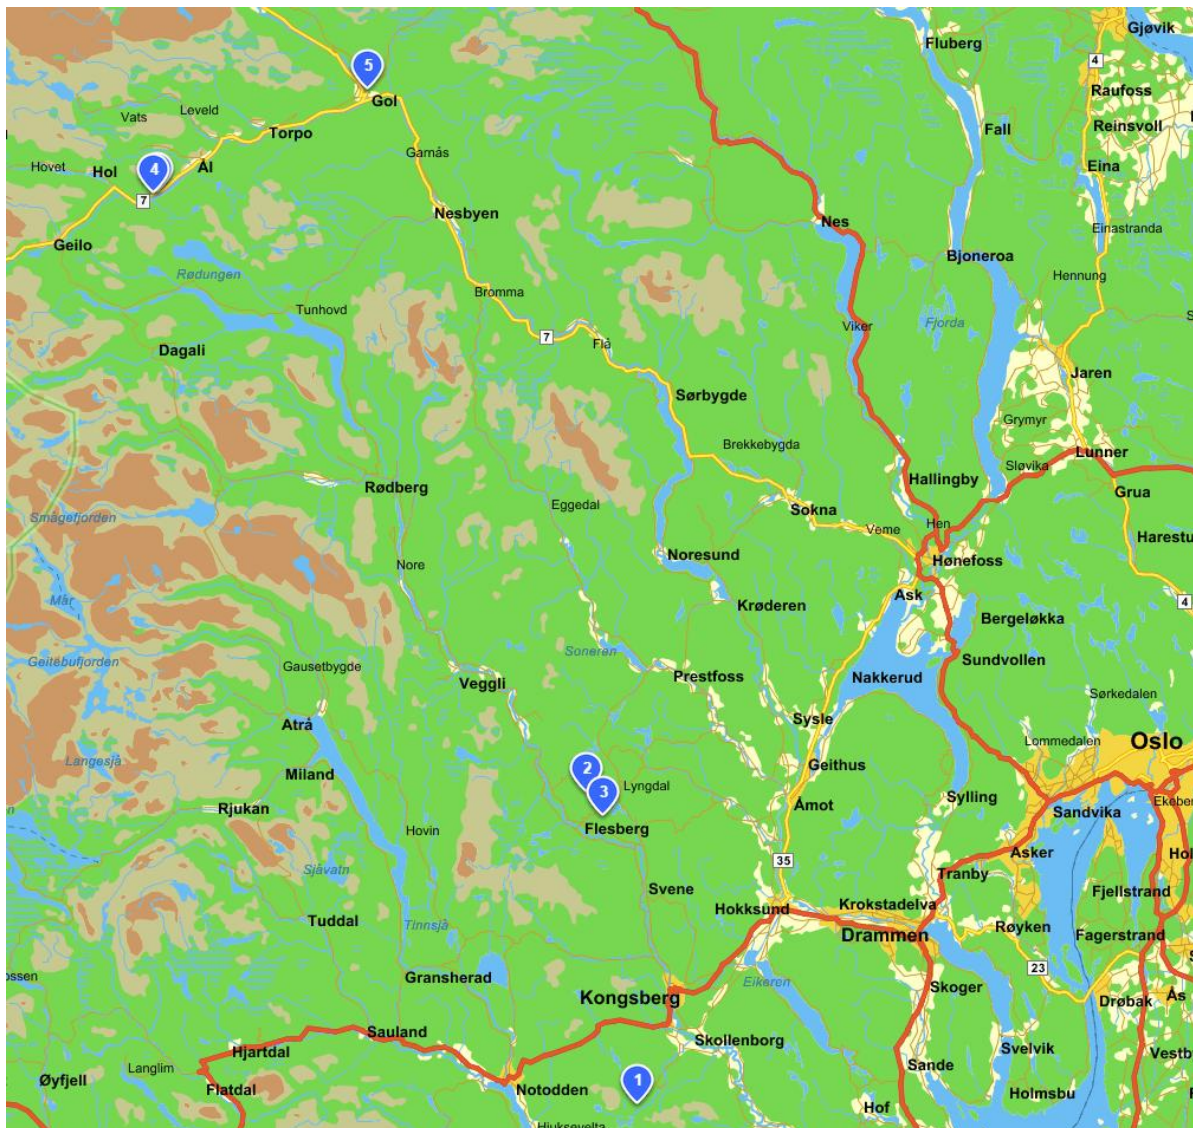 Gjøvik
Fluberg
4
Raufoss
5
Gol
Leveld
Vats
Torpo
Fall
Reinsvoll
Gamås
Hovet
Hol
4
Ål
Eina
7
Nesbyen
Nes
Einastranda
Geilo
Bjoneroa
Rødungen
Hennung
Bromma
Tunhovd
Viker
Fjorda
7
Flå
Dagali
Jaren
Sørbygde
Grymyr
Brekkebygda
Lunner
Sløvika
Hallingby
Rødberg
Grua
Eggedal
Sokna
Smågefjorden
Hen
Veme
Harestu
Noresund
Hønefoss
Nore
Ask
Mår
Krøderen
4
Bergeløkka
Soneren
Geitebufjorden
Gausetbygde
Sundvollen
Prestfoss
Nakkerud
Veggli
Sørkedalen
Atrå
Sysle
Oslo
Lommedalen
Langesjå
Geithus
2
Miland
Lyngdal
3
Sylling
Rjukan
Åmot
Ekeber
Sandvika
Hovin
Flesberg
Asker
Hol
35
Sjåvatn
Tranby
Svene
Fjellstrand
Krokstadelva
Hokksund
Tuddal
Tinnsjå
Røyken
Drammen
Fagerstrand
23
ossen
Gransherad
Eikeren
Skoger
Kongsberg
Ås
Drøbak
Sauland
Skollenborg
Svelvik
Hjartdal
Vestb
Langlim
Sande
Øyfjell
1
Flatdal
Notodden
Holmsbu
Hof
Hjuksevelta